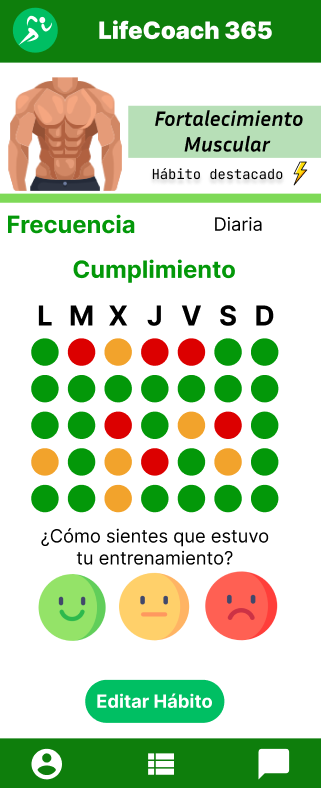 LifeCoach 365
Fortalecimiento
Muscular
Hábito destacado
Frecuencia Diaria
Cumplimiento
L M X J V S D
¿Cómo sientes que estuvo
tu entrenamiento?
Editar Hábito